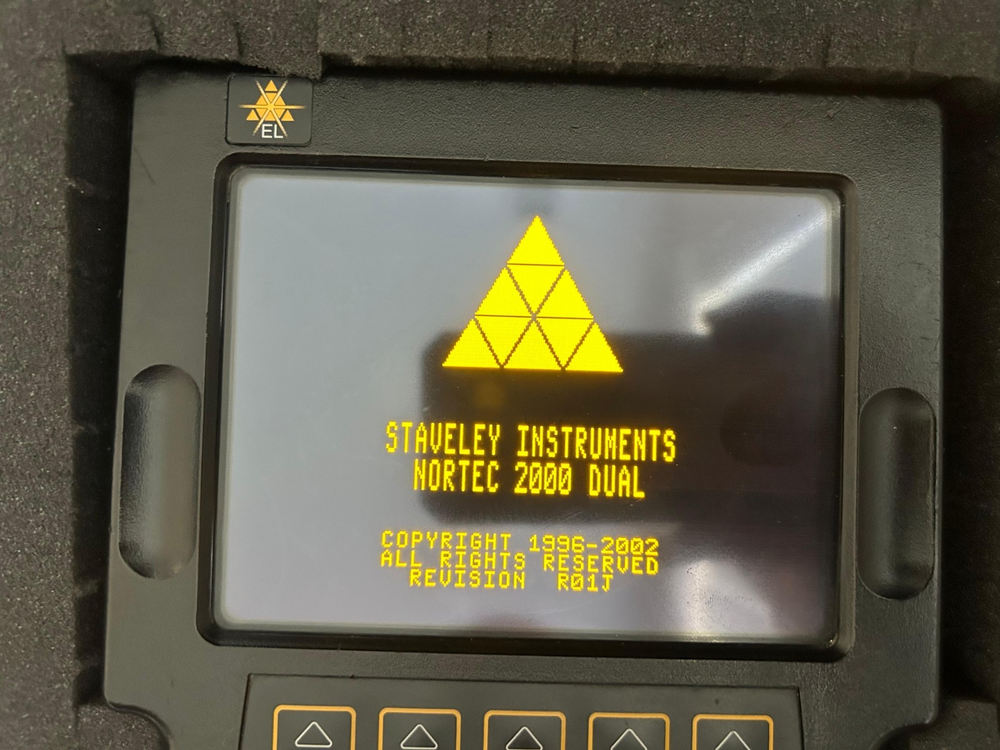 EL
STAVELEY INSTRUMENTS
NORTEC 2000 DUAL
COPYRIGHT 1996-2002
ALL RIGHTS RESERVED
REVISION R01J